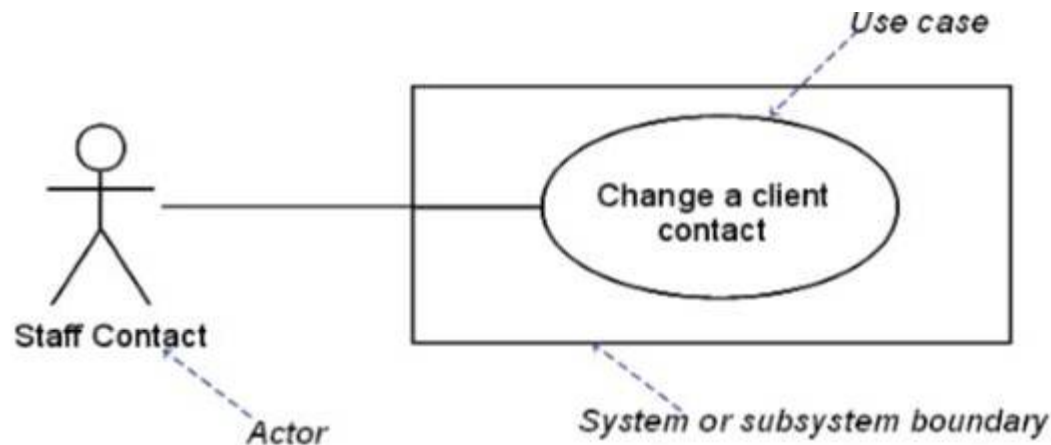 Use case
Change a client
contact
Staff Contact
Actor
System or subsystem boundary